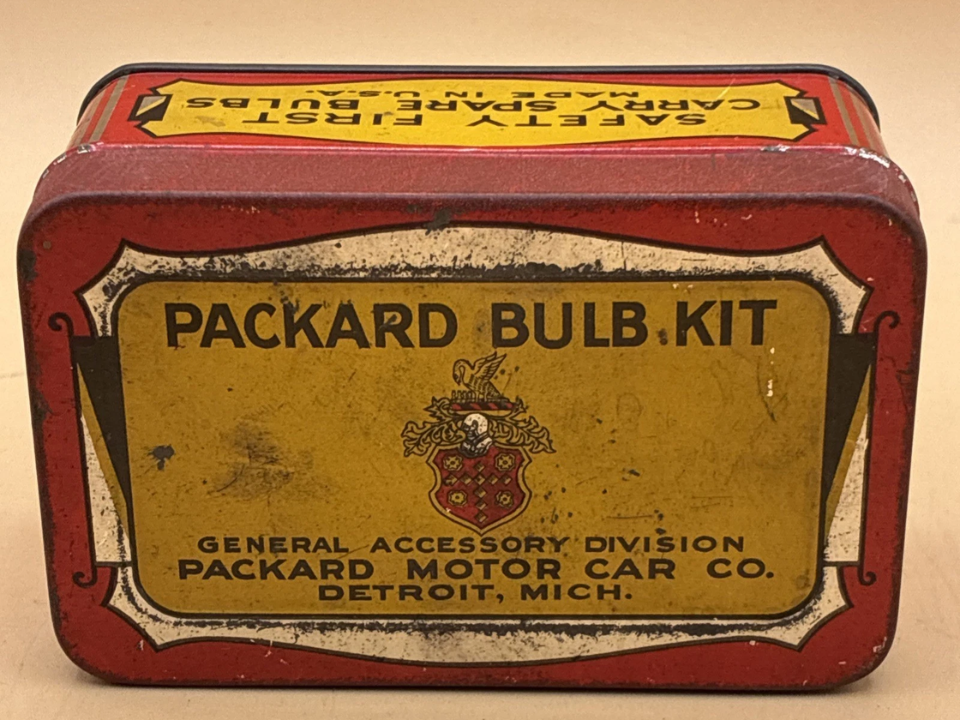 SAFETY FIRST
CARRY SPARE BULBS
MADE IN U.S.A.
PACKARD BULB KIT
GENERAL ACCESSORY DIVISION
PACKARD MOTOR CAR CO.
DETROIT, MICH.